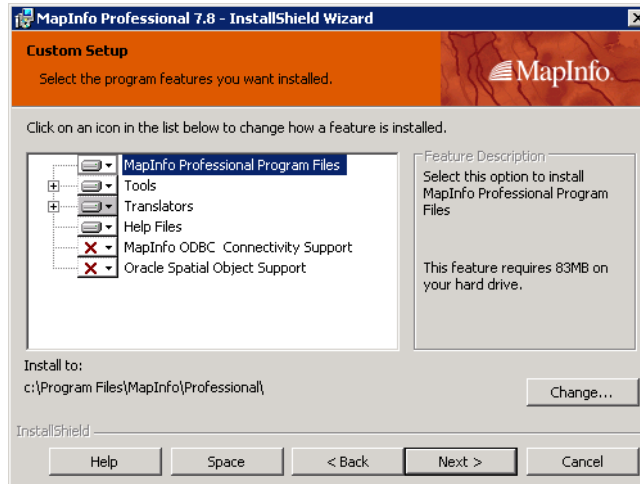 MapInfo Professional 7.8 - InstallShield Wizard
Custom Setup
Select the program features you want installed.
MapInfo.
Click on an icon in the list below to change how a feature is installed.
MapInfo Professional Program Files
Tools
Translators
Help Files
MapInfo ODBC  Connectivity Support
Oracle Spatial Object Support
Feature Description
Select this option to install
MapInfo Professional Program
Files
This feature requires 83MB on
your hard drive.
Install to:
c:\Program Files\MapInfo\Professional\
Change...
InstallShield
Help
Space
< Back
Next >
Cancel